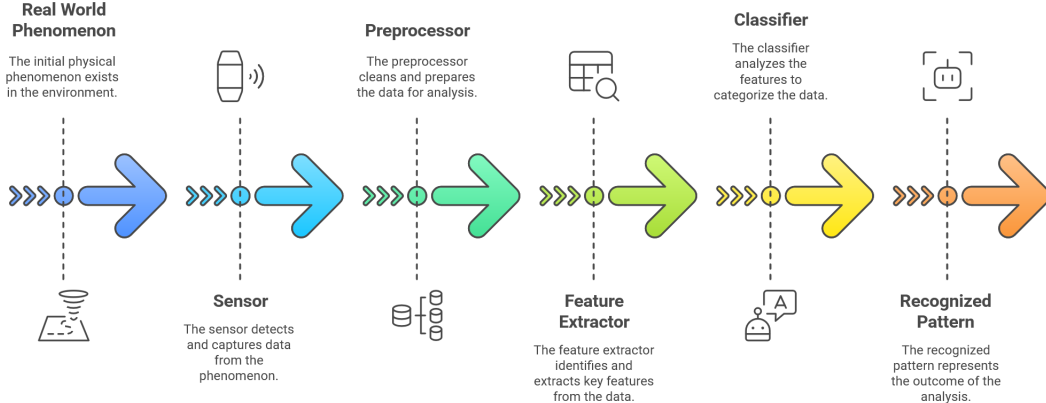 Real World
Phenomenon
The initial physical
phenomenon exists
in the environment.
Sensor
The sensor detects
and captures data
from the
phenomenon.
Preprocessor
The preprocessor
cleans and prepares
the data for analysis.
Feature
Extractor
The feature extractor
identifies and
extracts key features
from the data.
Classifier
The classifier
analyzes the
features to
categorize the data.
A
Recognized
Pattern
The recognized
pattern represents
the outcome of the
analysis.